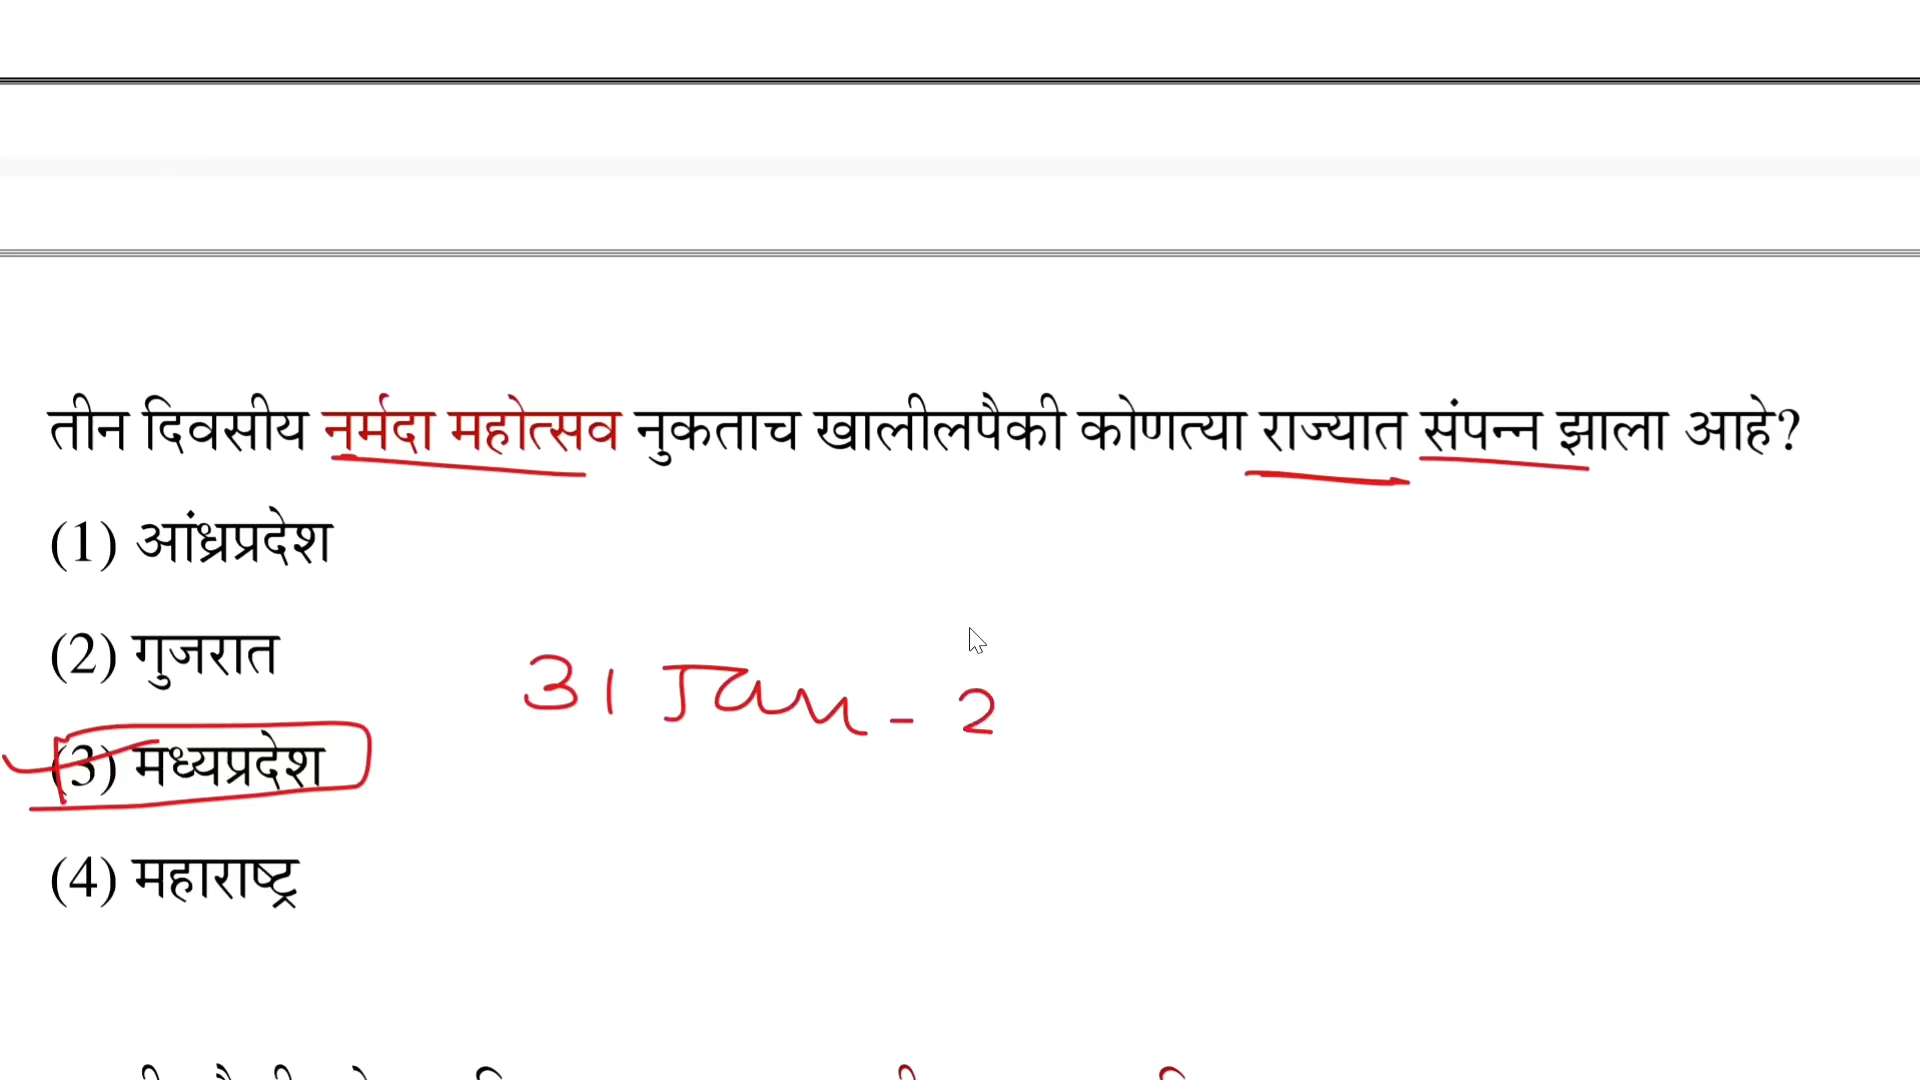 तीन दिवसीय नर्मदा महोत्सव नुकताच खालीलपैकी कोणत्या राज्यात संपन्न झाला आहे?
(1) आंध्रप्रदेश
(2) गुजरात
31 Jan - 2
(3) मध्यप्रदेश
(4) महाराष्ट्र